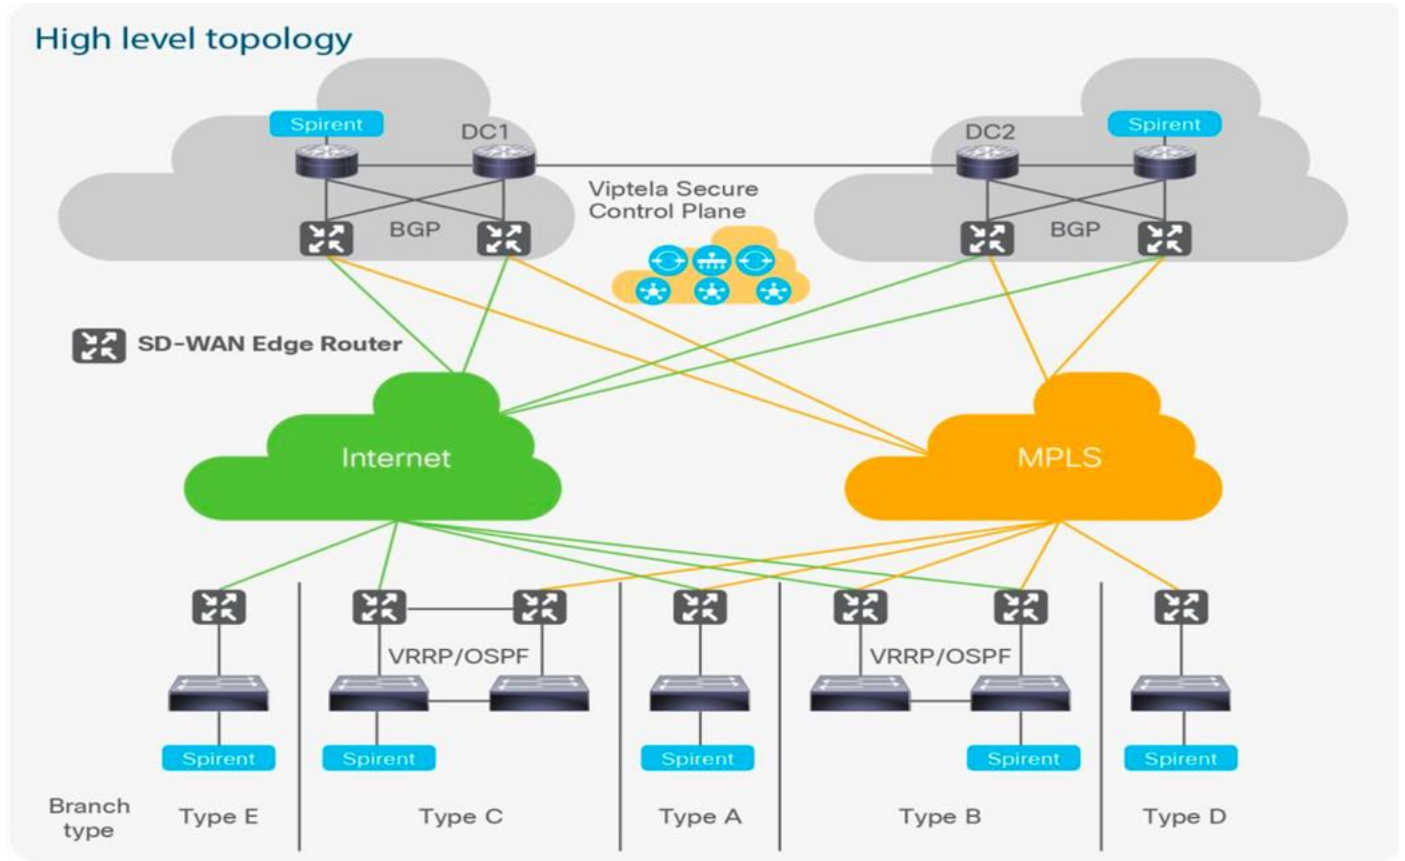 High level topology
Spirent
DC1
DC2
Spirent
Viptela Secure
Control Plane
BGP
BGP
SD-WAN Edge Router
Internet
MPLS
VRRP/OSPF
VRRP/OSPF
Spirent
Spirent
Spirent
Spirent
Spirent
Branch
type
Type E
Type C
Type A
Type B
Type D